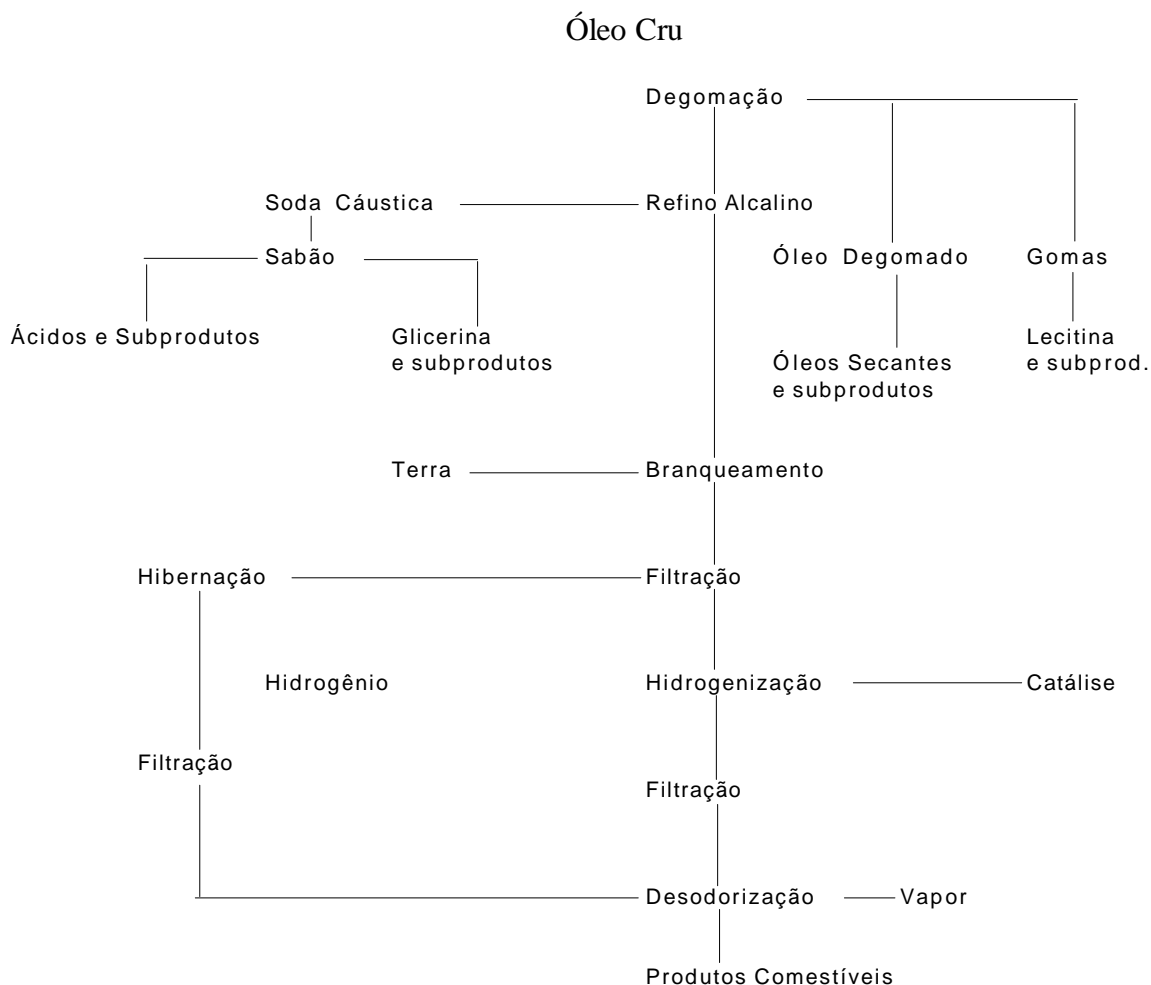 Óleo Cru
Degomação
Soda Cáustica
Refino Alcalino
Sabão
Óleo Degomado
Gomas
Ácidos e Subprodutos
Glicerina
e subprodutos
Óleos Secantes
e subprodutos
Lecitina
e subprod.
Terra
Branqueamento
Hibernação
Filtração
Hidrogênio
Hidrogenização
Catálise
Filtração
Filtração
Desodorização
Vapor
Produtos Comestíveis